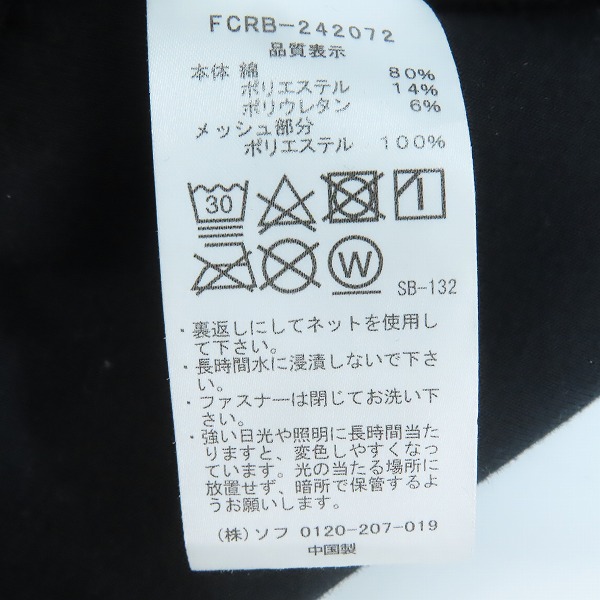 FCRB-242072
品質表示
本体 綿 80%
ポリエステル 14%
ポリウレタン 6%
メッシュ部分
ポリエステル 100%
30
W
SB-132
・裏返しにしてネットを使用し
て下さい。
・長時間水に浸漬しないで下さ
い。
・ファスナーは閉じてお洗い下
さい。
・強い日光や照明に長時間当た
りますと、変色しやすくなっ
ています。光の当たる場所に
放置せず、暗所で保管するよ
うお願いします。
(株)ソフ 0120-207-019
中国製